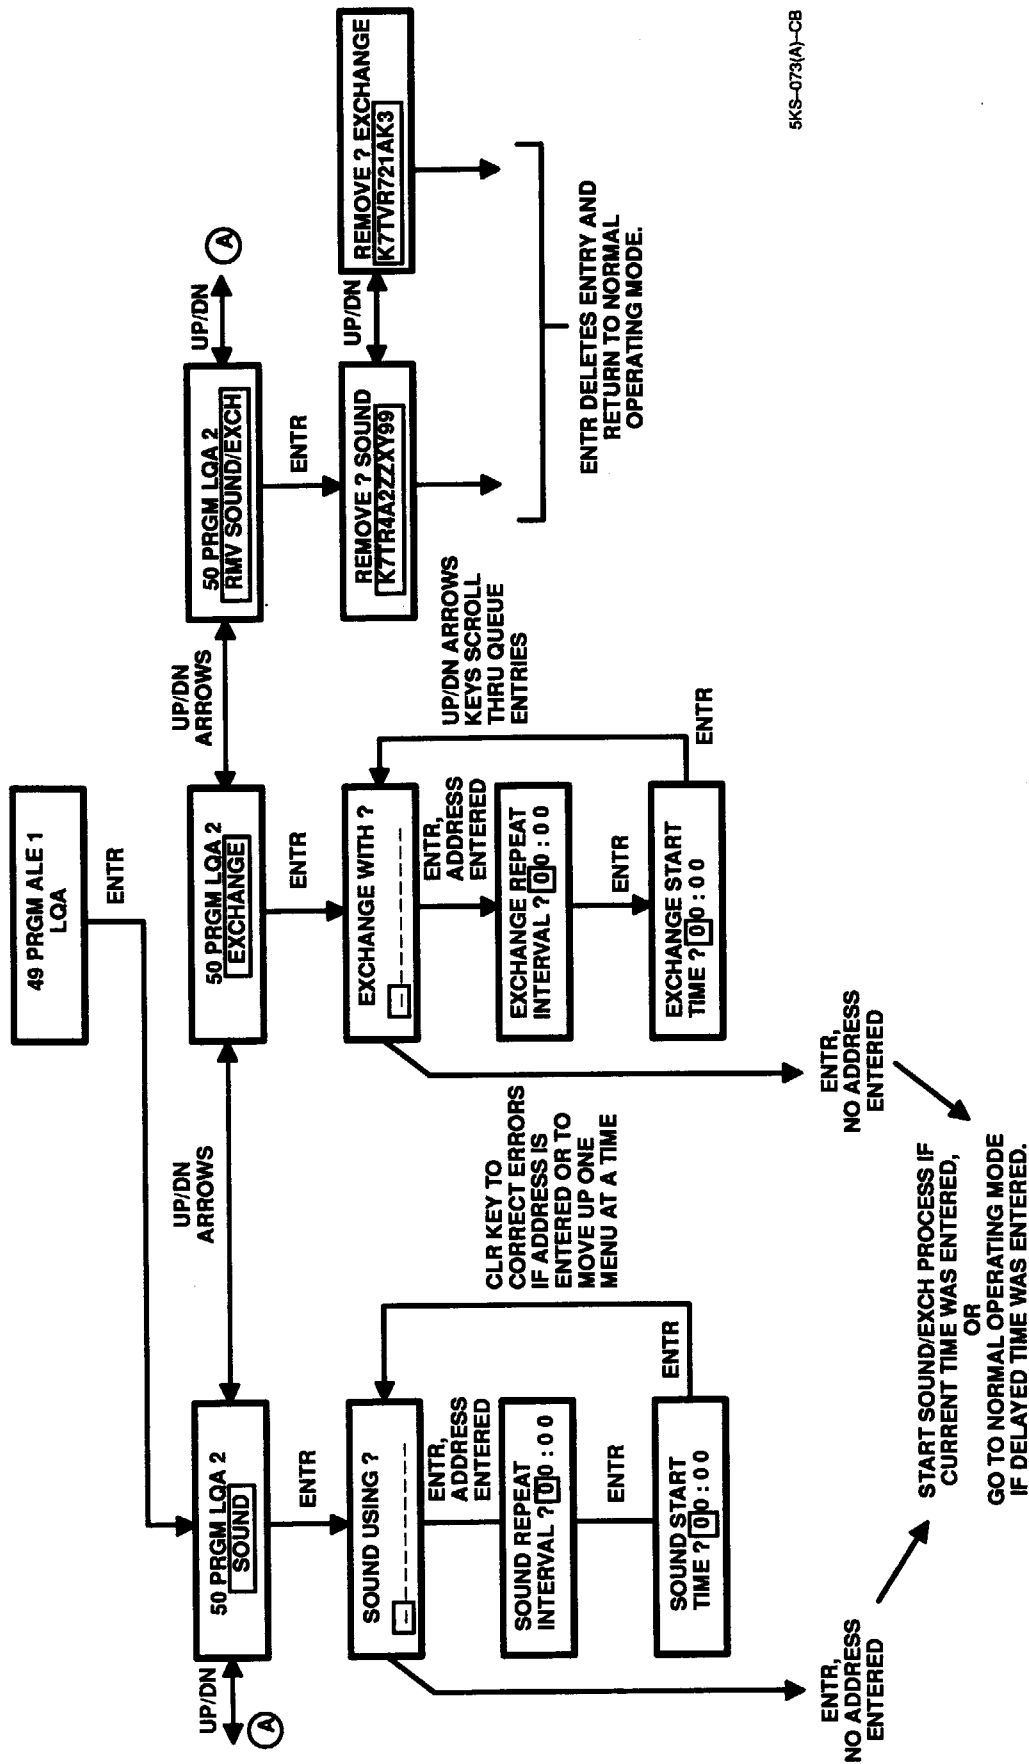 49 PRGM ALE 1
LQA
ENTR
UP/DN
A
50 PRGM LQA 2
SOUND
UP/DN
ARROWS
50 PRGM LQA 2
EXCHANGE
UP/DN
ARROWS
50 PRGM LQA 2
RMV SOUND/EXCH
UP/DN
A
ENTR
ENTR
ENTR
SOUND USING ?
EXCHANGE WITH ?
REMOVE ? SOUND
K7TR4A2ZZXY99
UP/DN
REMOVE ? EXCHANGE
K7TVR721AK3
ENTR,
ADDRESS
ENTERED
CLR KEY TO
CORRECT ERRORS
IF ADDRESS IS
ENTERED OR TO
MOVE UP ONE
MENU AT A TIME
ENTR,
ADDRESS
ENTERED
UP/DN ARROWS
KEYS SCROLL
THRU QUEUE
ENTRIES
SOUND REPEAT
INTERVAL ? 00:00
EXCHANGE REPEAT
INTERVAL ? 00:00
ENTR DELETES ENTRY AND
RETURN TO NORMAL
OPERATING MODE.
ENTR
ENTR
SOUND START
TIME ? 00:00
ENTR
EXCHANGE START
TIME ? 00:00
ENTR
ENTR,
NO ADDRESS
ENTERED
ENTR,
NO ADDRESS
ENTERED
START SOUND/EXCH PROCESS IF
CURRENT TIME WAS ENTERED,
OR
GO TO NORMAL OPERATING MODE
IF DELAYED TIME WAS ENTERED.
5KS-073(A)-CB